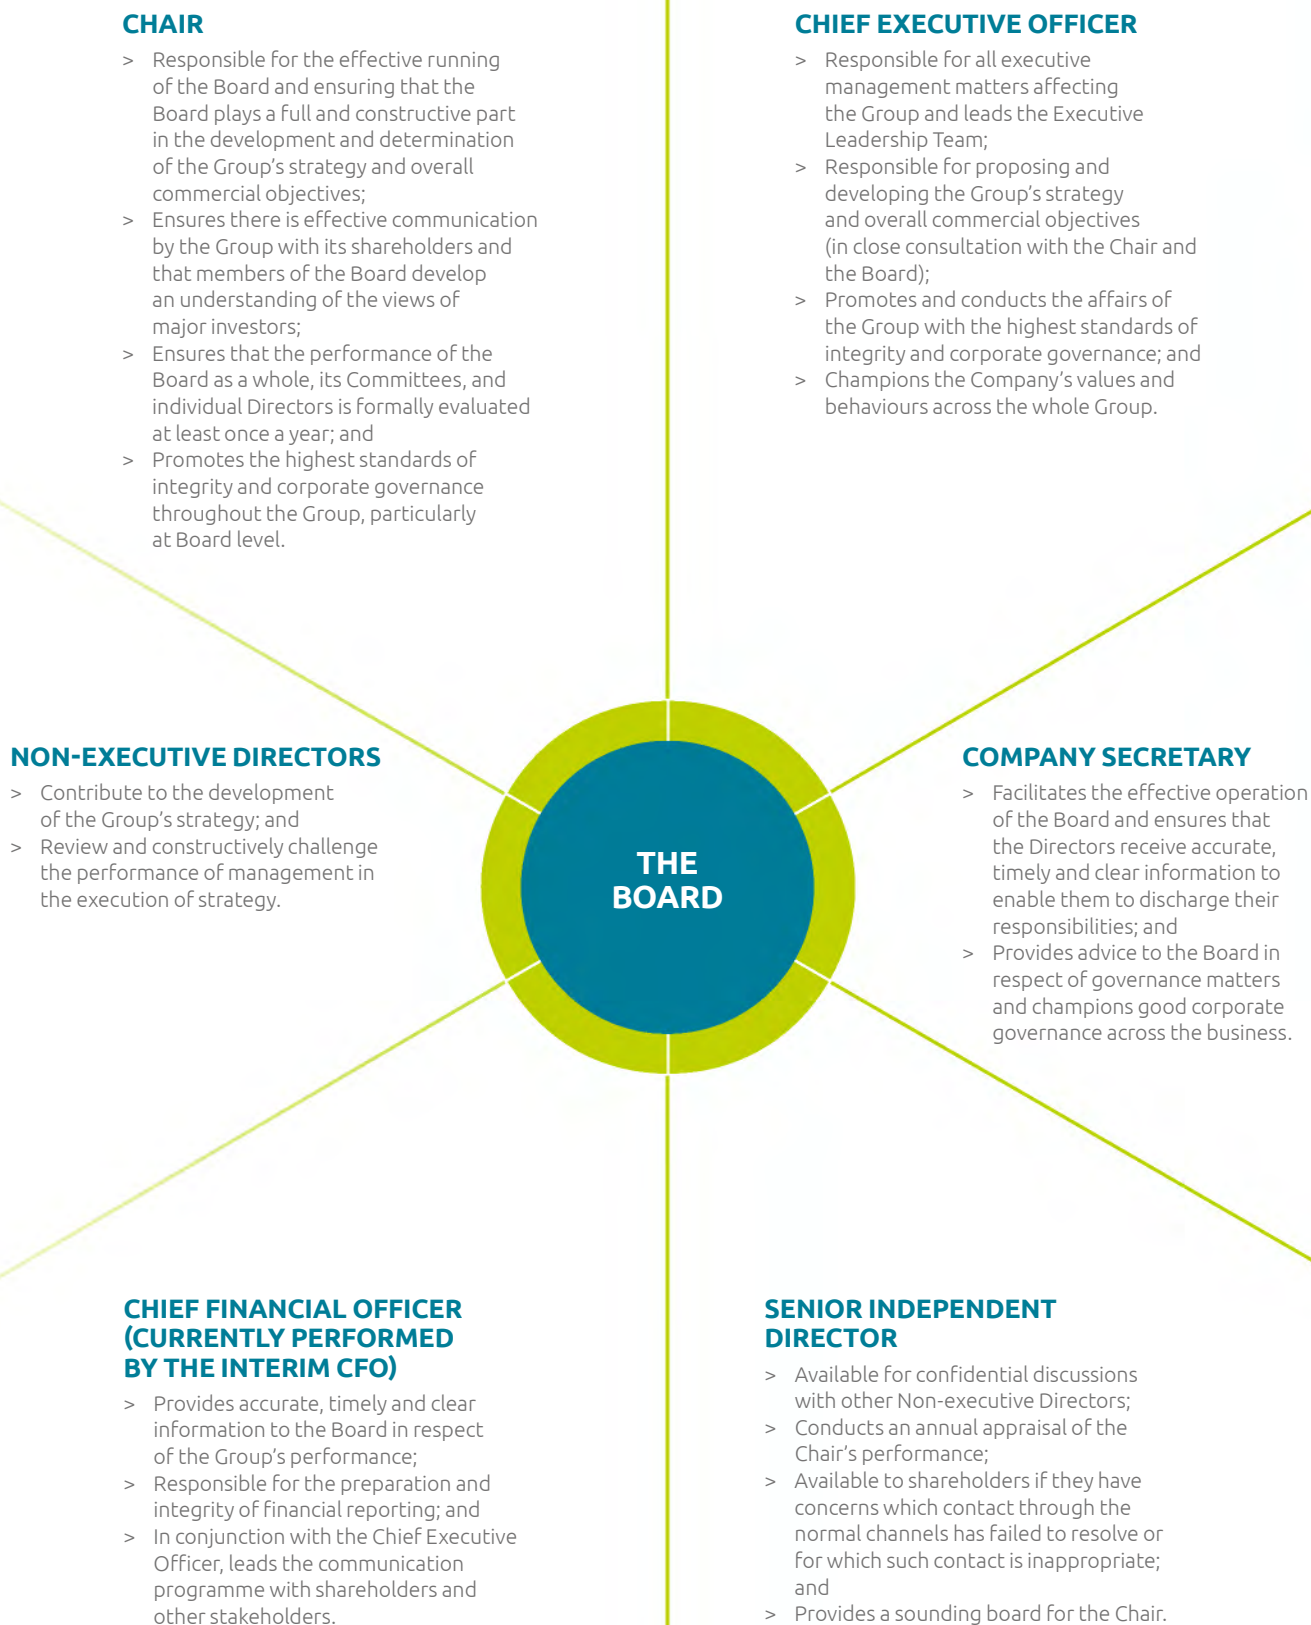 CHAIR
> Responsible for the effective running
of the Board and ensuring that the
Board plays a full and constructive part
in the development and determination
of the Group's strategy and overall
commercial objectives;
> Ensures there is effective communication
by the Group with its shareholders and
that members of the Board develop
an understanding of the views of
major investors;
> Ensures that the performance of the
Board as a whole, its Committees, and
individual Directors is formally evaluated
at least once a year; and
> Promotes the highest standards of
integrity and corporate governance
throughout the Group, particularly
at Board level.
CHIEF EXECUTIVE OFFICER
> Responsible for all executive
management matters affecting
the Group and leads the Executive
Leadership Team;
> Responsible for proposing and
developing the Group's strategy
and overall commercial objectives
(in close consultation with the Chair and
the Board);
> Promotes and conducts the affairs of
the Group with the highest standards of
integrity and corporate governance; and
> Champions the Company's values and
behaviours across the whole Group.
NON-EXECUTIVE DIRECTORS
> Contribute to the development
of the Group's strategy; and
> Review and constructively challenge
the performance of management in
the execution of strategy.
THE
BOARD
COMPANY SECRETARY
> Facilitates the effective operation
of the Board and ensures that
the Directors receive accurate,
timely and clear information to
enable them to discharge their
responsibilities; and
> Provides advice to the Board in
respect of governance matters
and champions good corporate
governance across the business.
CHIEF FINANCIAL OFFICER
(CURRENTLY PERFORMED
BY THE INTERIM CFO)
> Provides accurate, timely and clear
information to the Board in respect
of the Group's performance;
> Responsible for the preparation and
integrity of financial reporting; and
> In conjunction with the Chief Executive
Officer, leads the communication
programme with shareholders and
other stakeholders.
SENIOR INDEPENDENT
DIRECTOR
> Available for confidential discussions
with other Non-executive Directors;
> Conducts an annual appraisal of the
Chair's performance;
> Available to shareholders if they have
concerns which contact through the
normal channels has failed to resolve or
for which such contact is inappropriate;
and
> Provides a sounding board for the Chair.